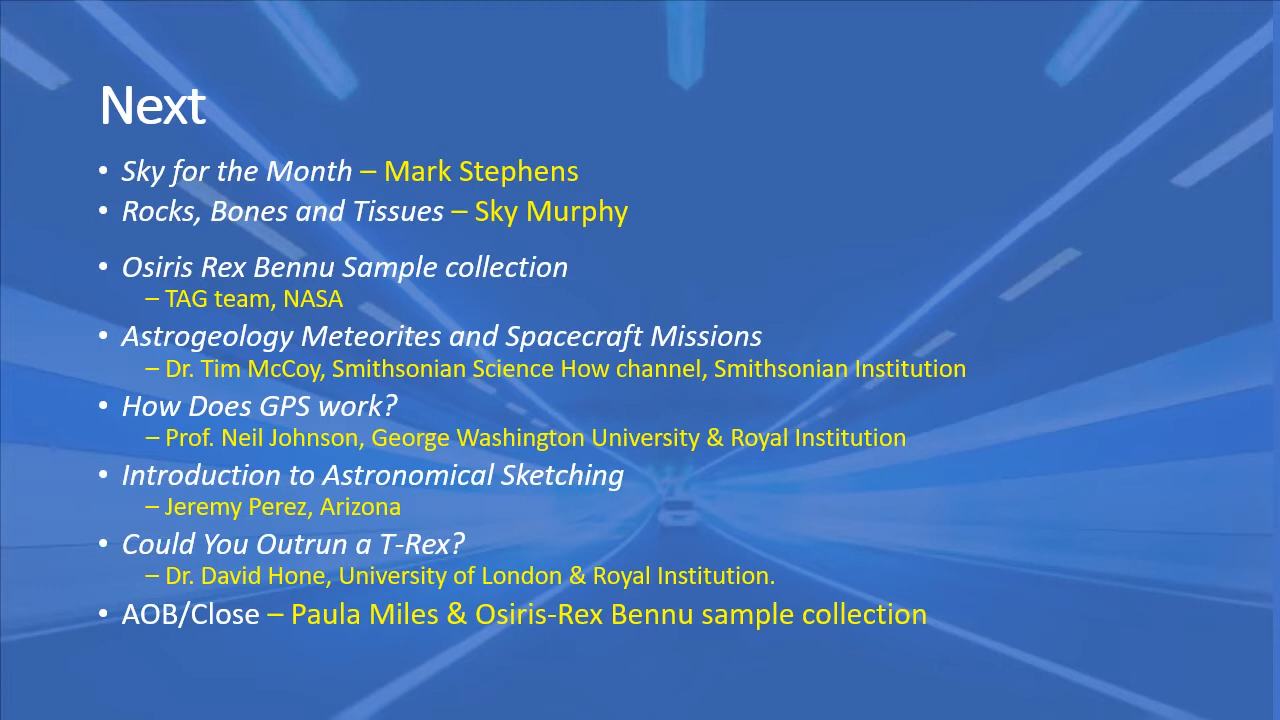 Next
• Sky for the Month – Mark Stephens
• Rocks, Bones and Tissues – Sky Murphy
• Osiris Rex Bennu Sample collection
– TAG team, NASA
• Astrogeology Meteorites and Spacecraft Missions
– Dr. Tim McCoy, Smithsonian Science How channel, Smithsonian Institution
• How Does GPS work?
– Prof. Neil Johnson, George Washington University & Royal Institution
• Introduction to Astronomical Sketching
– Jeremy Perez, Arizona
• Could You Outrun a T-Rex?
– Dr. David Hone, University of London & Royal Institution.
• AOB/Close – Paula Miles & Osiris-Rex Bennu sample collection